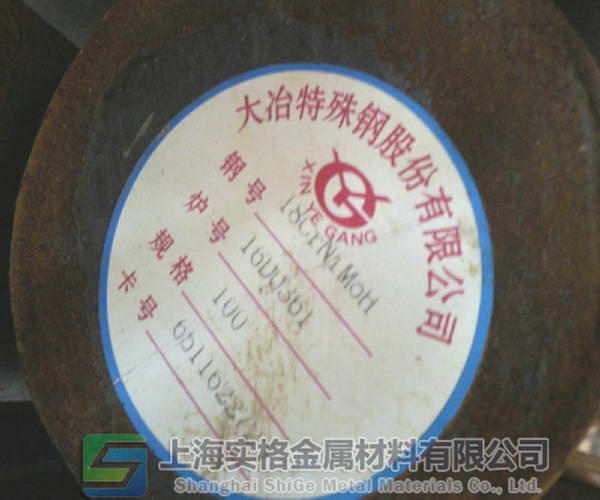 大冶特殊钢股份有限公司
XIN YE GANG
钢号 18CrNiMoH
炉号
规格 100
卡号
上海实格金属材料有限公司
Shanghai ShiGe Metal Materials Co., Ltd.